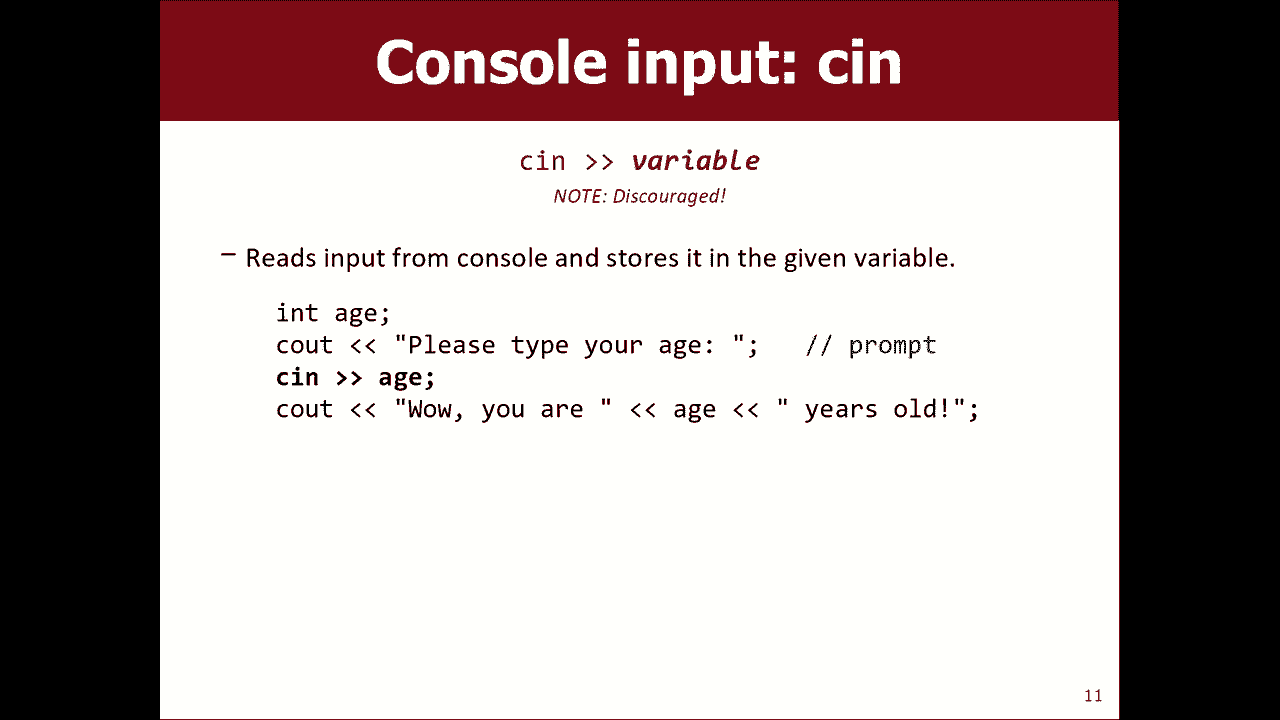 Console input: cin
cin >> variable
NOTE: Discouraged!
– Reads input from console and stores it in the given variable.
int age;
cout << "Please type your age: ";   // prompt
cin >> age;
cout << "Wow, you are " << age << " years old!";
11